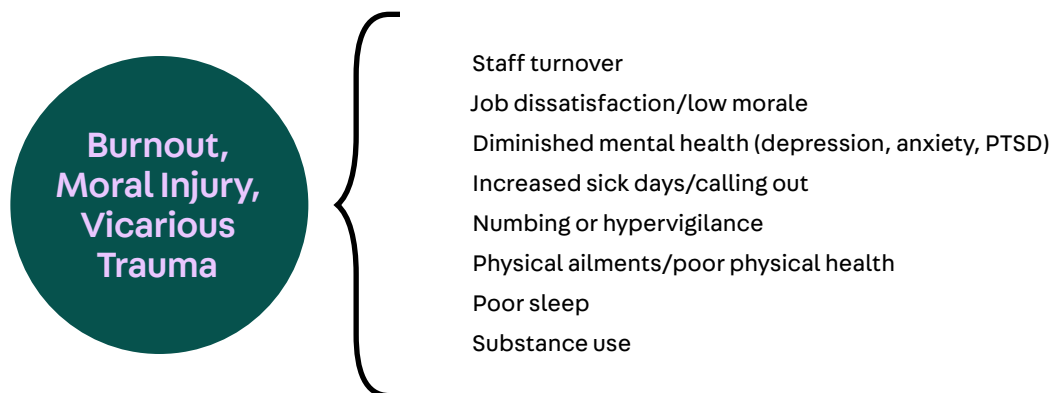 Burnout,
Moral Injury,
Vicarious
Trauma
Staff turnover
Job dissatisfaction/low morale
Diminished mental health (depression, anxiety, PTSD)
Increased sick days/calling out
Numbing or hypervigilance
Physical ailments/poor physical health
Poor sleep
Substance use